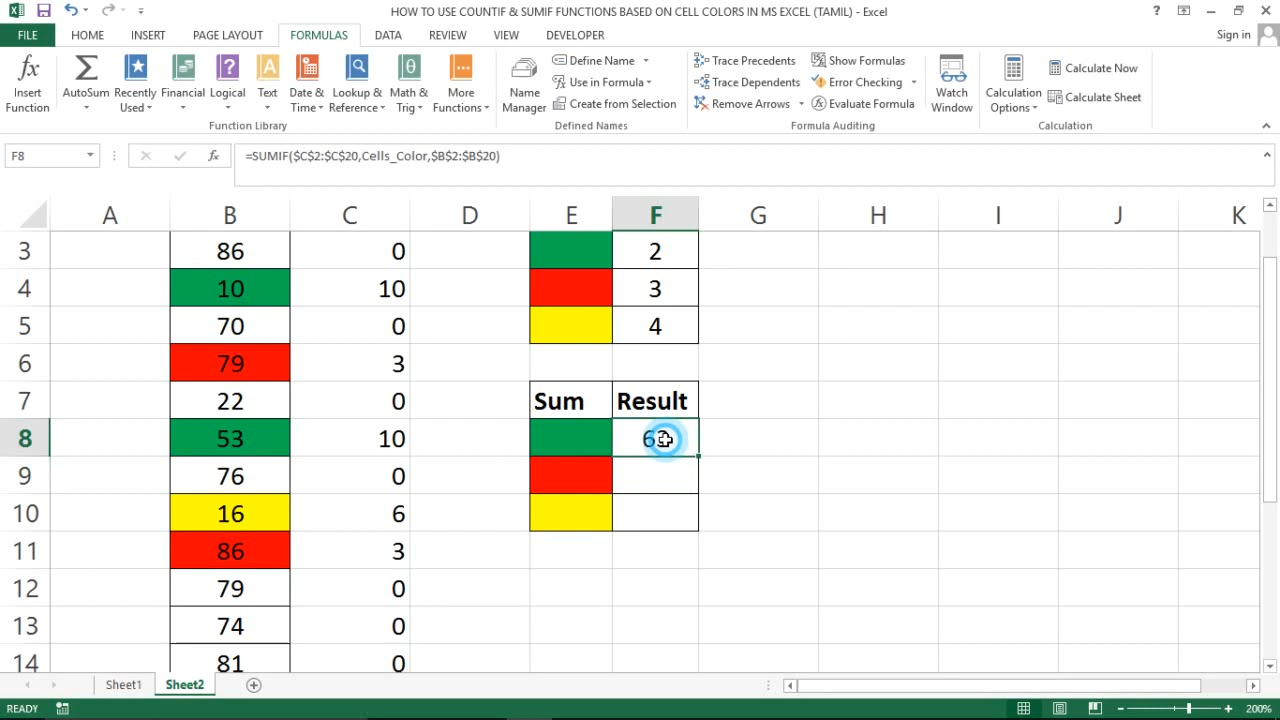 HOW TO USE COUNTIF & SUMIF FUNCTIONS BASED ON CELL COLORS IN MS EXCEL (TAMIL) - Excel
?
FILE HOME INSERT PAGE LAYOUT FORMULAS DATA REVIEW VIEW DEVELOPER Sign in
Insert Function
AutoSum
Recently Used
Financial
Logical
Text
Date & Time
Lookup & Reference
Math & Trig
More Functions
Function Library
Name Manager
Define Name
Use in Formula
Create from Selection
Defined Names
Trace Precedents
Trace Dependents
Remove Arrows
Show Formulas
Error Checking
Evaluate Formula
Formula Auditing
Watch Window
Calculation Options
Calculate Now
Calculate Sheet
Calculation
F8 fx =SUMIF($C$2:$C$20,Cells_Color,$B$2:$B$20)
A B C D E F G H I J K
3 86 0 2
4 10 10 3
5 70 0 4
6 79 3
7 22 0 Sum Result
8 53 10
9 76 0
10 16 6
11 86 3
12 79 0
13 74 0
14 81 0
Sheet1 Sheet2
READY 200%